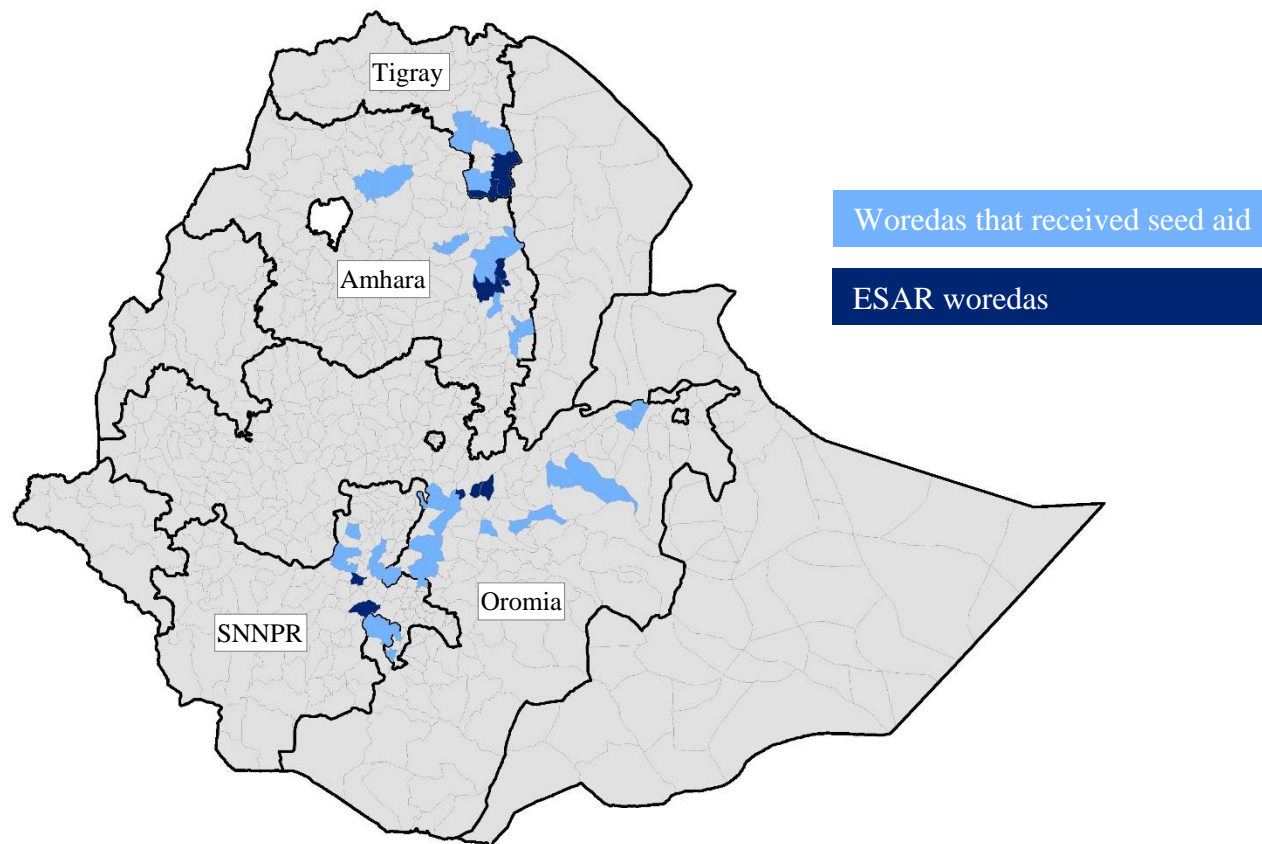 Tigray
Woredas that received seed aid
Amhara
ESAR woredas
Oromia
SNNPR